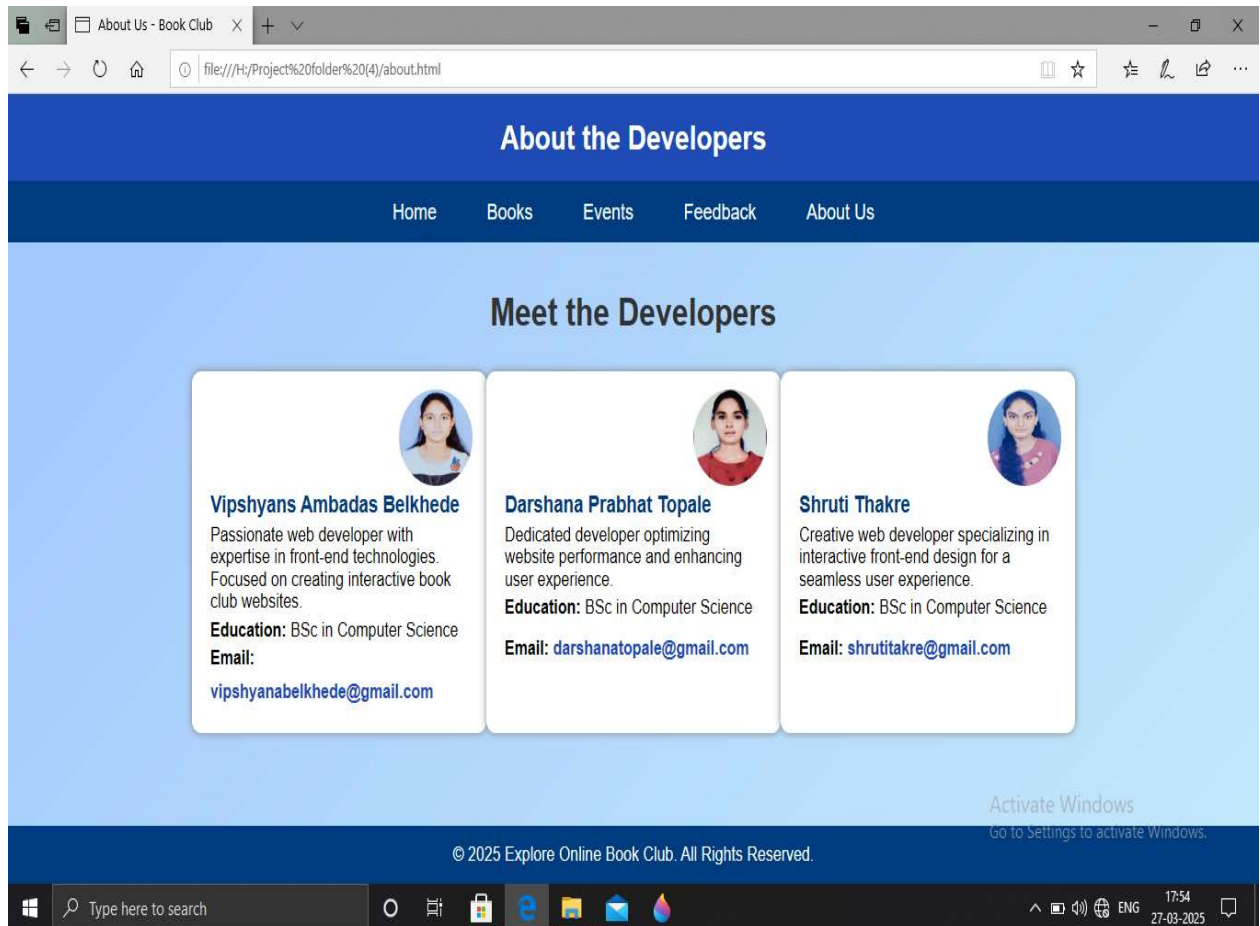 About Us - Book Club
file:///H:/Project%20folder%20(4)/about.html
About the Developers
Home Books Events Feedback About Us
Meet the Developers
Vipshyans Ambadas Belkhede
Passionate web developer with
expertise in front-end technologies.
Focused on creating interactive book
club websites.
Education: BSc in Computer Science
Email:
vipshyanabelkhede@gmail.com
Darshana Prabhat Topale
Dedicated developer optimizing
website performance and enhancing
user experience.
Education: BSc in Computer Science
Email: darshanatopale@gmail.com
Shruti Thakre
Creative web developer specializing in
interactive front-end design for a
seamless user experience.
Education: BSc in Computer Science
Email: shrutitakre@gmail.com
Activate Windows
Go to Settings to activate Windows.
© 2025 Explore Online Book Club. All Rights Reserved.
Type here to search
ENG
17:54
27-03-2025